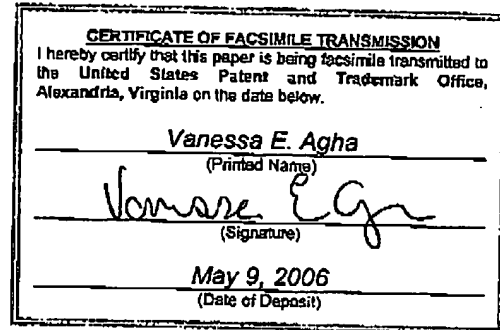 CERTIFICATE OF FACSIMILE TRANSMISSION
I hereby certify that this paper is being facsimile transmitted to
the United States Patent and Trademark Office,
Alexandria, Virginia on the date below.
Vanessa E. Agha
(Printed Name)
(Signature)
May 9, 2006
(Date of Deposit)